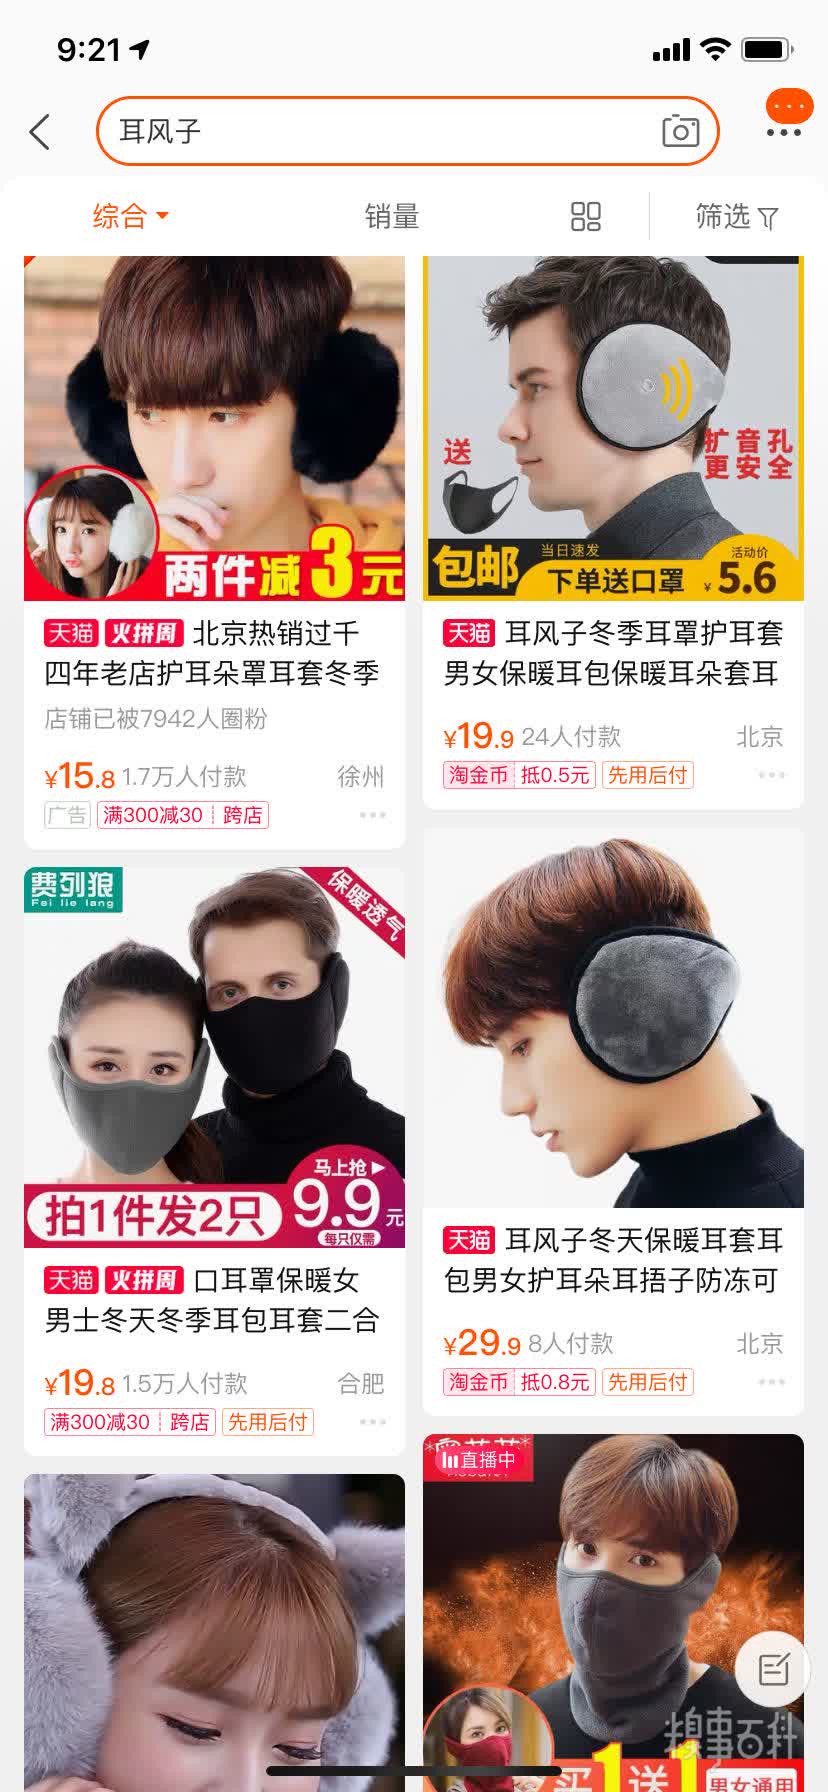 9:21
耳风子
综合
销量
筛选
两件减3元
天猫 火拼周 北京热销过千
四年老店护耳朵罩耳套冬季
店铺已被7942人圈粉
¥15.8 1.7万人付款 徐州
广告 满300减30 跨店
送
扩音孔
更安全
包邮
当日速发
下单送口罩
活动价
¥5.6
天猫 耳风子冬季耳罩护耳套
男女保暖耳包保暖耳朵套耳
¥19.9 24人付款 北京
淘金币 抵0.5元 先用后付
费列狼
Fei lie lang
保暖透气
拍1件发2只
马上抢
9.9元
每只仅需
天猫 火拼周 口耳罩保暖女
男士冬天冬季耳包耳套二合
¥19.8 1.5万人付款 合肥
满300减30 跨店 先用后付
天猫 耳风子冬天保暖耳套耳
包男女护耳朵耳捂子防冻可
¥29.9 8人付款 北京
淘金币 抵0.8元 先用后付
直播中
买1送1
男女通用
糗事百科